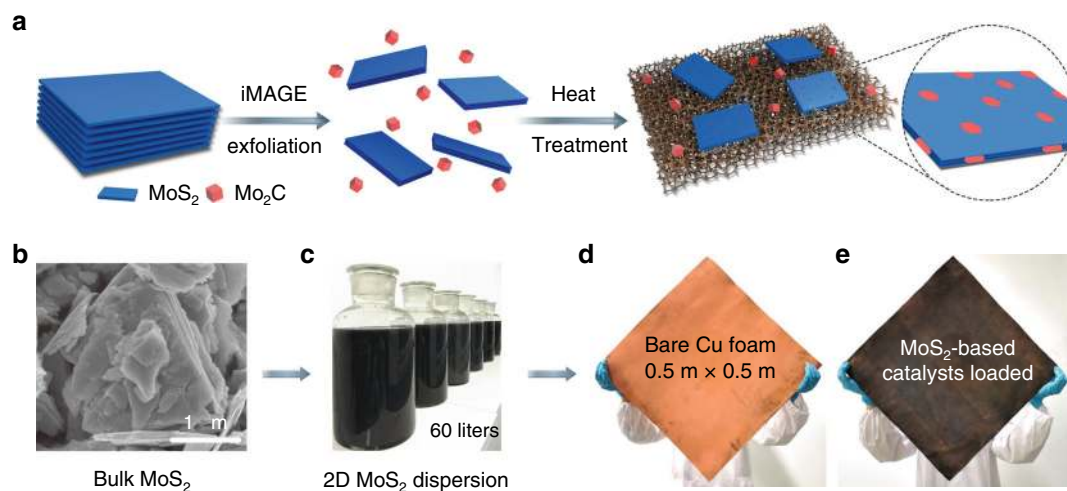 a
iMAGE
exfoliation
Heat
Treatment
MoS₂
Mo₂C
b
c
d
e
1 m
60 liters
Bare Cu foam
0.5 m × 0.5 m
MoS₂-based
catalysts loaded
Bulk MoS₂
2D MoS₂ dispersion